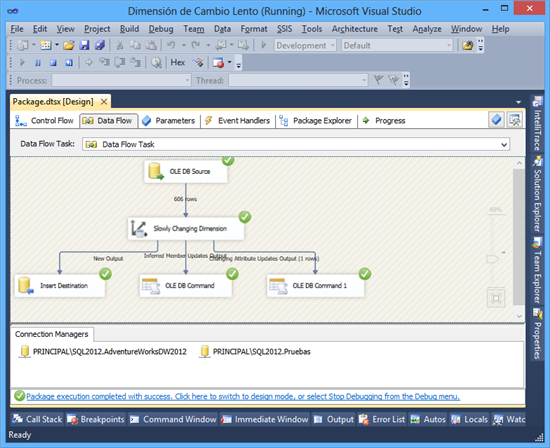 Dimensión de Cambio Lento (Running) - Microsoft Visual Studio
File Edit View Project Build Debug Team Data Format SSIS Tools Architecture Test Analyze Window Help
Development Default
Hex
Process: Thread:
Package.dtsx [Design]
Control Flow Data Flow Parameters Event Handlers Package Explorer Progress
Data Flow Task: Data Flow Task
OLE DB Source
606 rows
80%
Slowly Changing Dimension
New Output Inferred Member Updates Output Changing Attribute Updates Output (1 rows)
Insert Destination OLE DB Command OLE DB Command 1
Connection Managers
PRINCIPAL\SQL2012.AdventureWorksDW2012 PRINCIPAL\SQL2012.Pruebas
Package execution completed with success. Click here to switch to design mode, or select Stop Debugging from the Debug menu.
IntelliTrace
Solution Explorer
Team Explorer
Properties
Call Stack Breakpoints Command Window Immediate Window Output Error List Autos Locals Watc
Ready